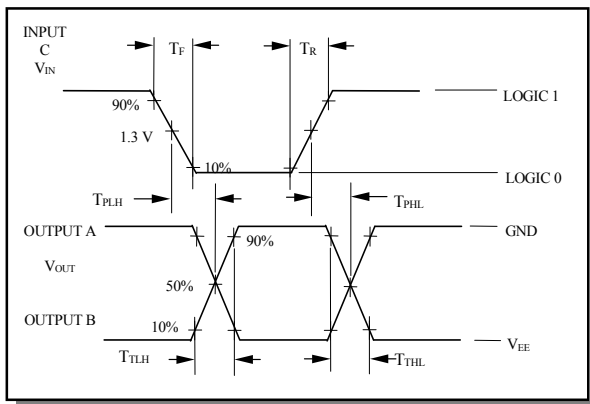 INPUT
C
VIN
TF
TR
90%
LOGIC 1
1.3 V
10%
LOGIC 0
TPLH
TPHL
OUTPUT A
GND
90%
VOUT
50%
OUTPUT B
10%
VEE
TTLH
TTHL